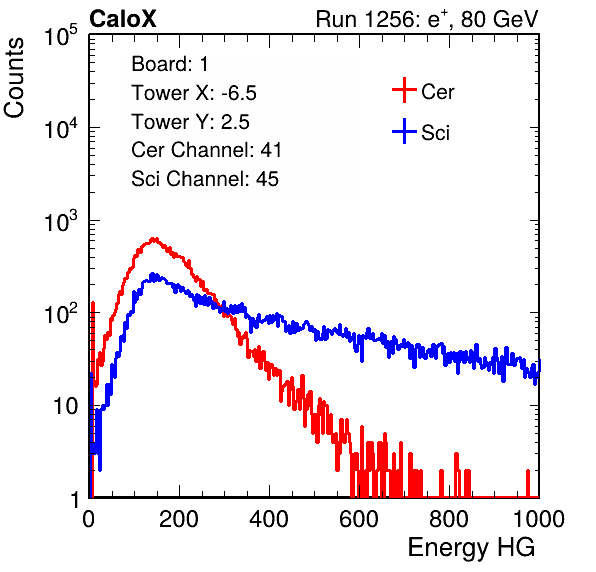 CaloX Run 1256: e⁺, 80 GeV
Counts
10⁵
10⁴
10³
10²
10
1
Board: 1
Tower X: -6.5
Tower Y: 2.5
Cer Channel: 41
Sci Channel: 45
Cer
Sci
0 200 400 600 800 1000
Energy HG